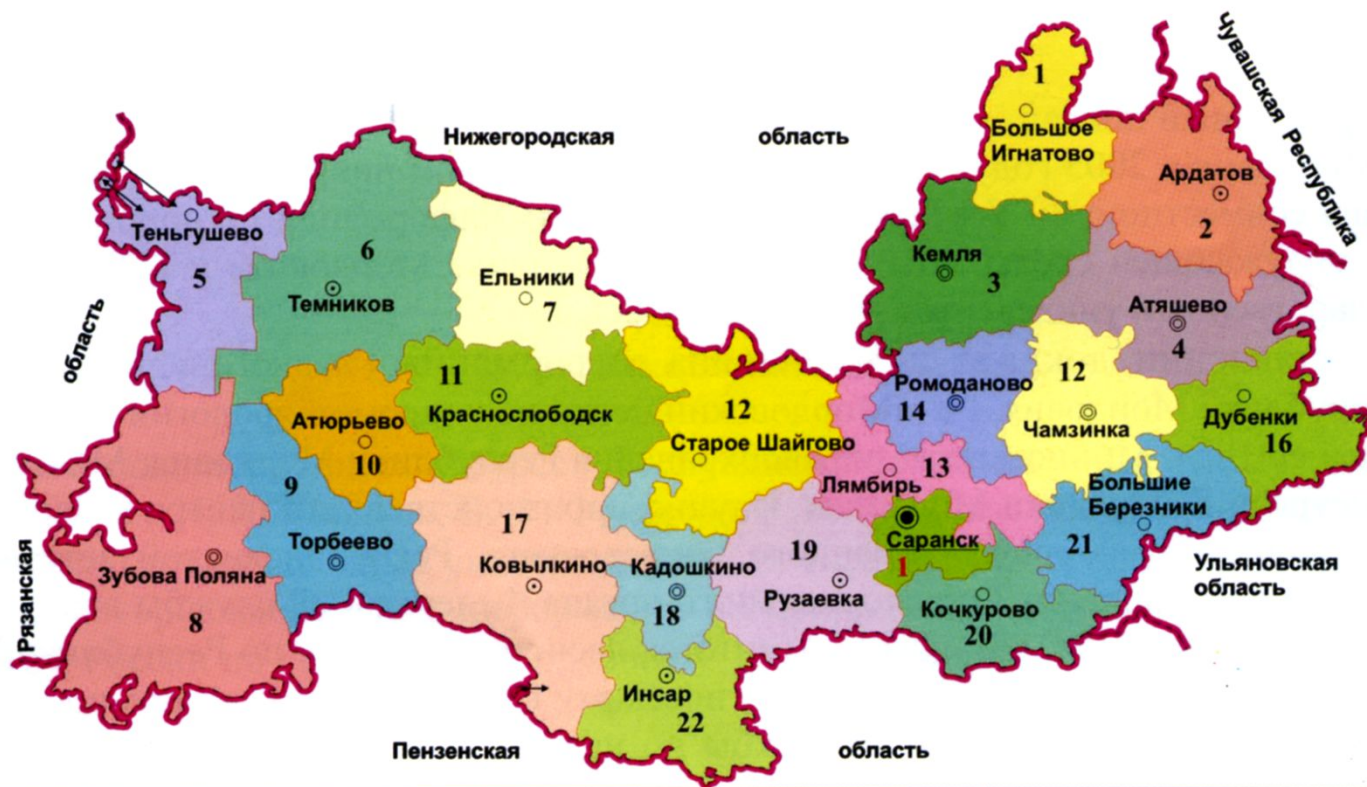 Чувашская Республика
1
Большое
Игнатово
Нижегородская область
Ардатов
2
Теньгушево
5
6
Темников
Ельники
7
Кемля
3
Атяшево
4
область
11
Краснослободск
12
Старое Шайгово
Ромоданово
14
12
Чамзинка
Дубенки
16
Атюрьево
10
9
13
Лямбирь
Большие
Березники
21
17
Торбеево
Ковылкино
Кадошкино
18
19
Рузаевка
Саранск
1
Ульяновская
область
Рязанская
Зубова Поляна
8
Кочкурово
20
Инсар
22
Пензенская область